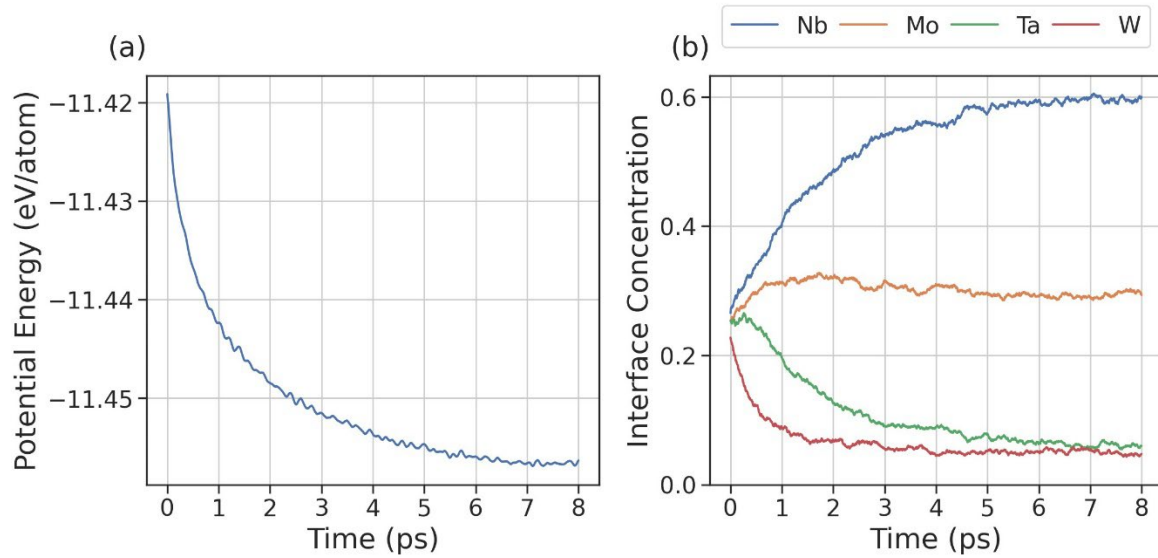 Nb Mo Ta W
(a)
(b)
Potential Energy (eV/atom)
−11.42
−11.43
−11.44
−11.45
0 1 2 3 4 5 6 7 8
Time (ps)
Interface Concentration
0.6
0.4
0.2
0.0
0 1 2 3 4 5 6 7 8
Time (ps)